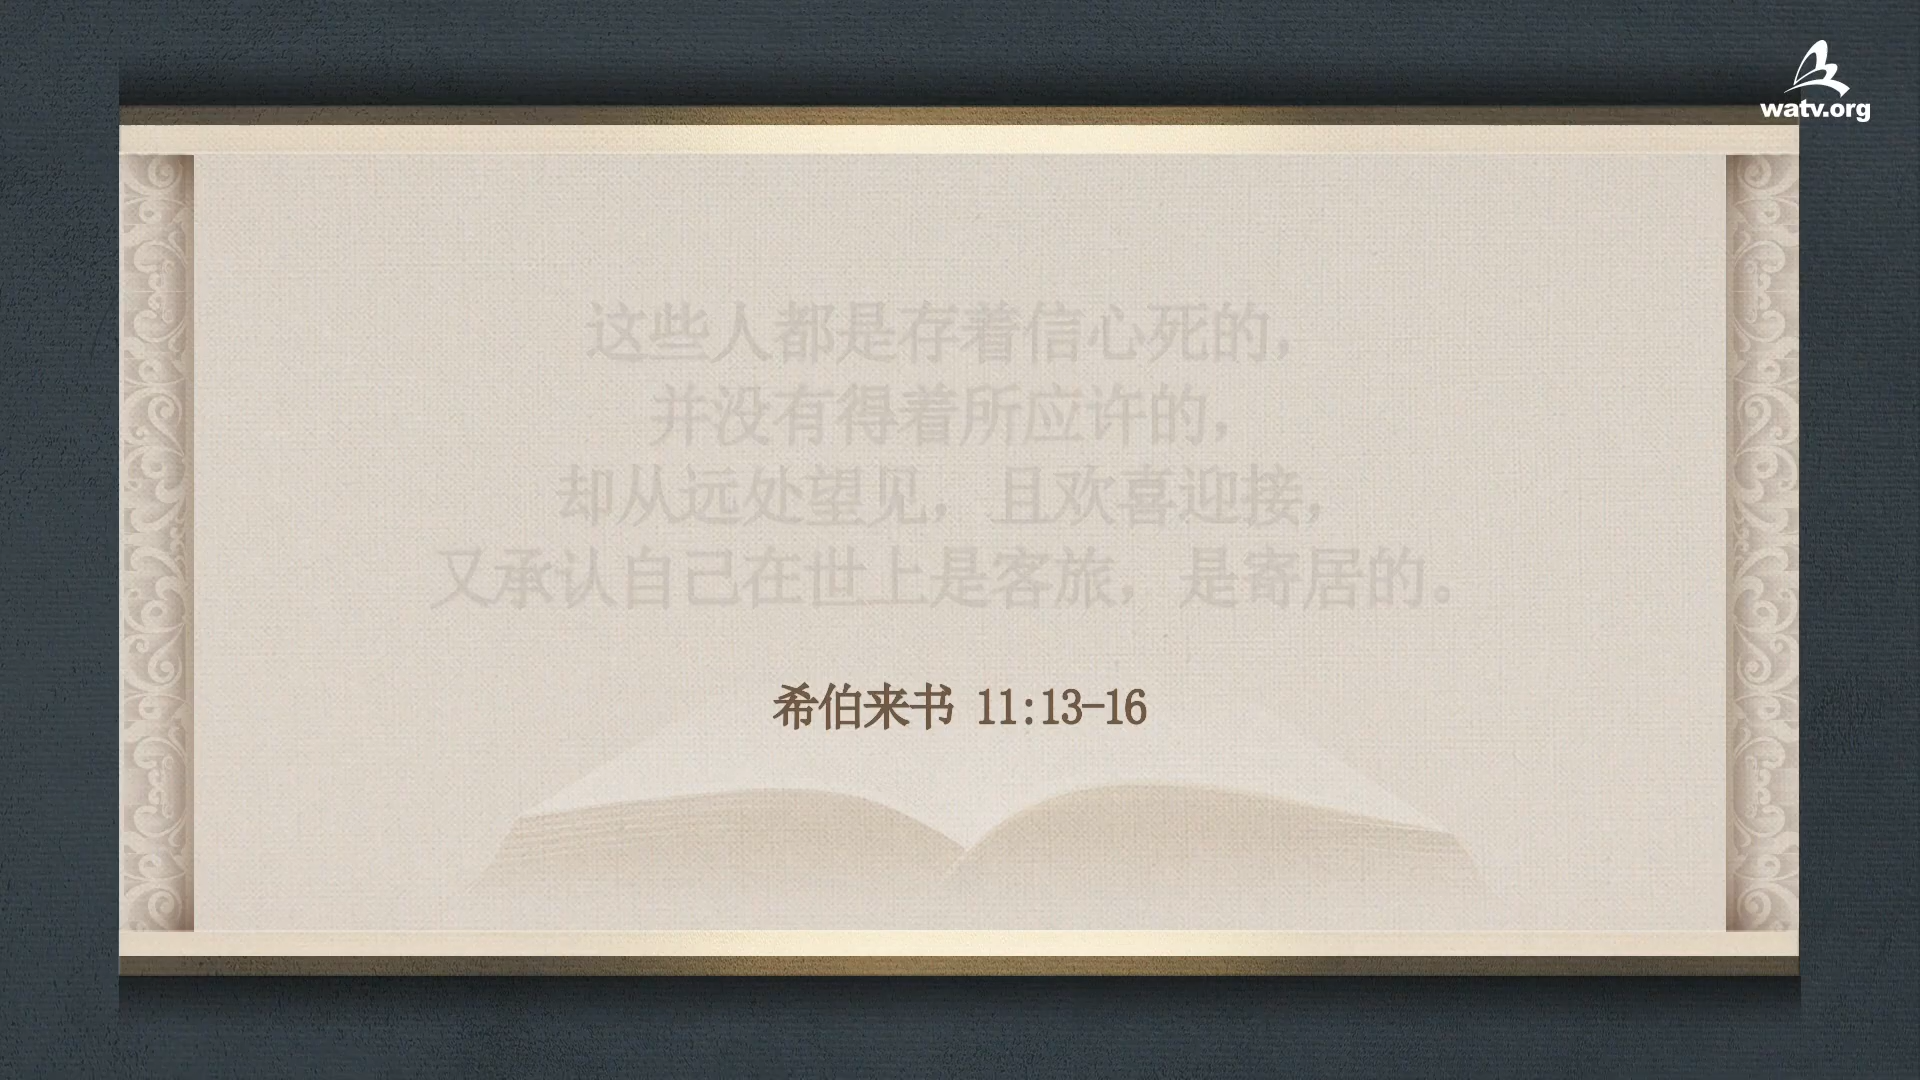 watv.org
这些人都是存着信心死的，
并没有得着所应许的，
却从远处望见，且欢喜迎接，
又承认自己在世上是客旅，是寄居的。
希伯来书 11:13-16